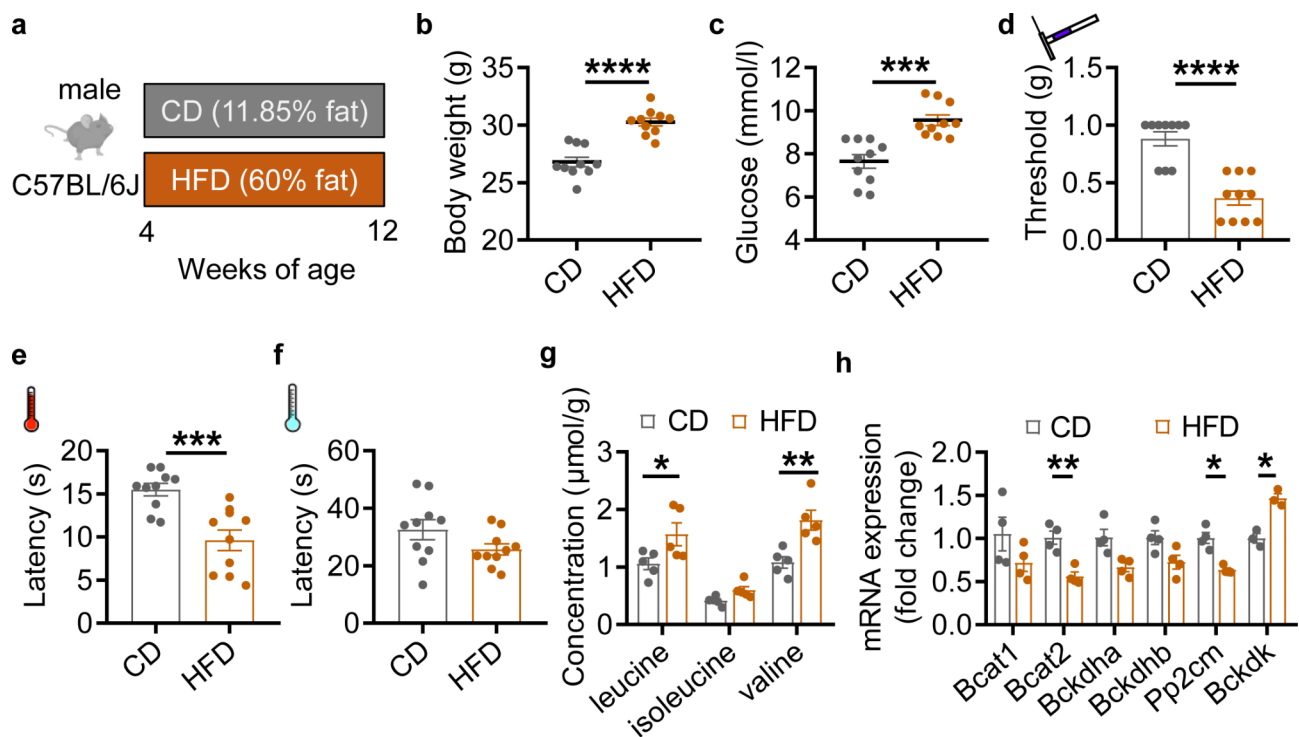 a
male
C57BL/6J
CD (11.85% fat)
HFD (60% fat)
4 12
Weeks of age
b
Body weight (g)
35
30
25
20
****
CD HFD
c
Glucose (mmol/l)
12
10
8
6
4
***
CD HFD
d
Threshold (g)
1.5
1.0
0.5
0.0
****
CD HFD
e
Latency (s)
20
15
10
5
0
***
CD HFD
f
Latency (s)
60
40
20
0
CD HFD
g
CD HFD
Concentration (μmol/g)
3
2
1
0
* **
leucine isoleucine valine
h
CD HFD
mRNA expression
(fold change)
2.0
1.5
1.0
0.5
0.0
** * *
Bcat1 Bcat2 Bckdha Bckdhb Pp2cm Bckdk